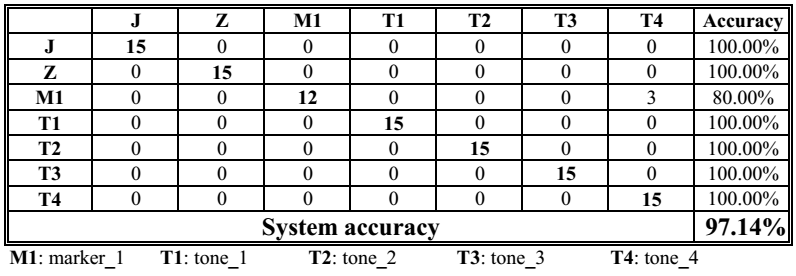 J Z M1 T1 T2 T3 T4 Accuracy
J 15 0 0 0 0 0 0 100.00%
Z 0 15 0 0 0 0 0 100.00%
M1 0 0 12 0 0 0 3 80.00%
T1 0 0 0 15 0 0 0 100.00%
T2 0 0 0 0 15 0 0 100.00%
T3 0 0 0 0 0 15 0 100.00%
T4 0 0 0 0 0 0 15 100.00%
System accuracy 97.14%
M1: marker_1 T1: tone_1 T2: tone_2 T3: tone_3 T4: tone_4